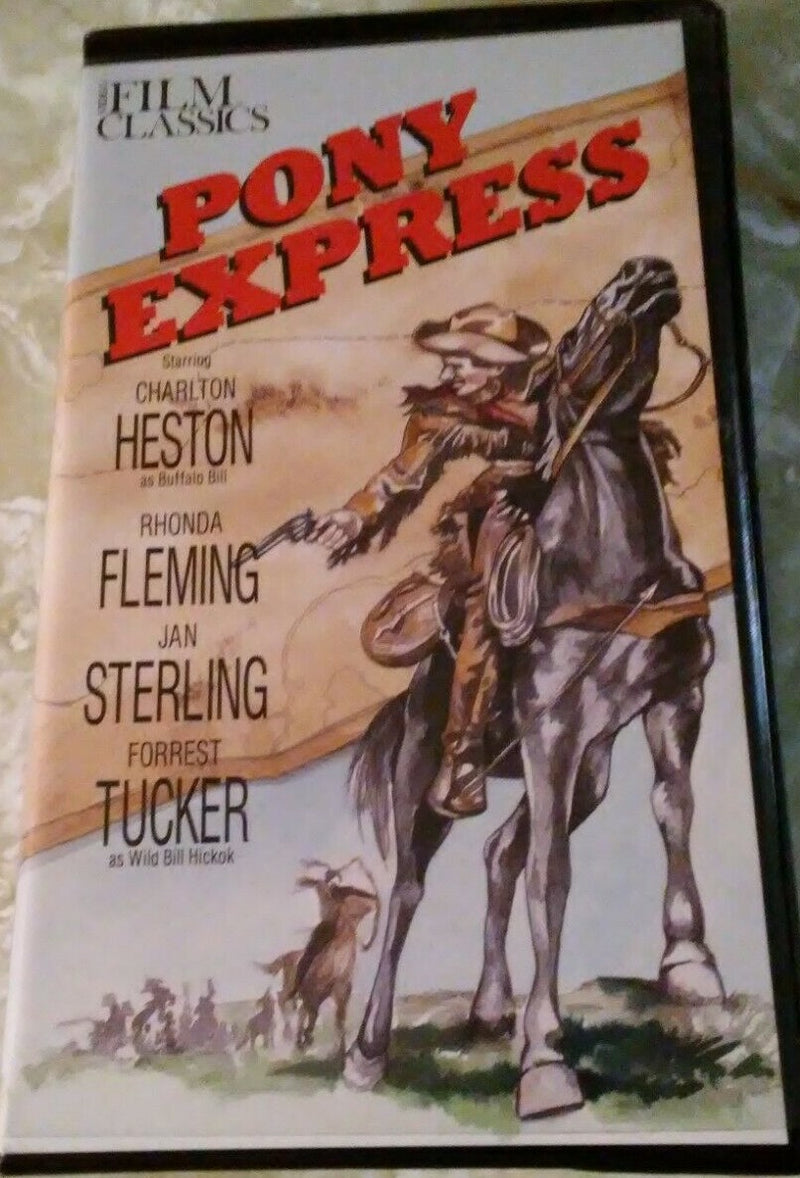 FILM
CLASSICS
PONY
EXPRESS
Starring
CHARLTON
HESTON
as Buffalo Bill
RHONDA
FLEMING
JAN
STERLING
FORREST
TUCKER
as Wild Bill Hickok